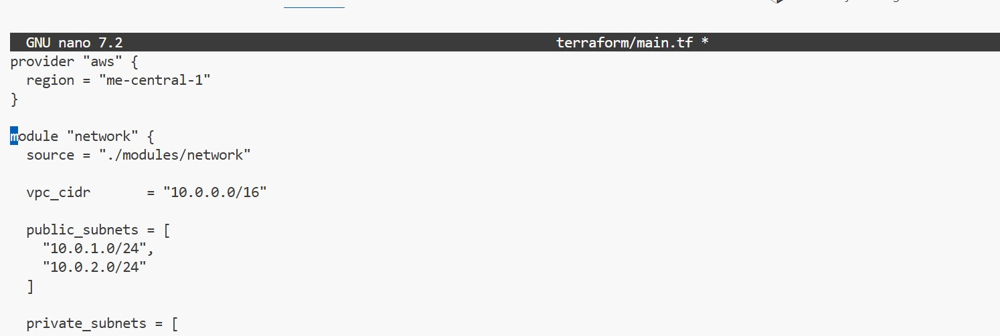 GNU nano 7.2 terraform/main.tf *
provider "aws" {
  region = "me-central-1"
}
module "network" {
  source = "./modules/network"
  vpc_cidr       = "10.0.0.0/16"
  public_subnets = [
    "10.0.1.0/24",
    "10.0.2.0/24"
  ]
  private_subnets = [